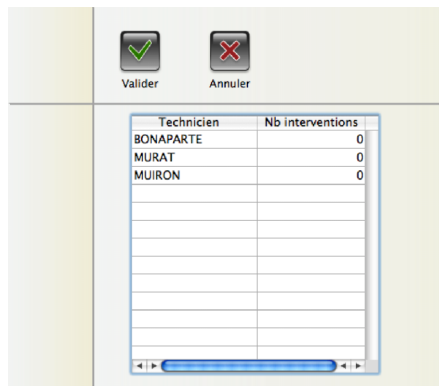 Valider Annuler
Technicien Nb interventions
BONAPARTE 0
MURAT 0
MUIRON 0